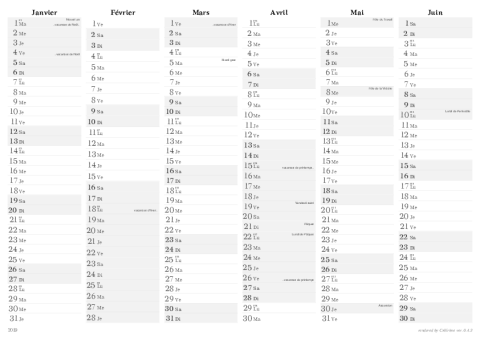 Janvier
1 Ma
2 Me
3 Je
4 Ve
5 Sa
6 Di
7 Lu
8 Ma
9 Me
10 Je
11 Ve
12 Sa
13 Di
14 Lu
15 Ma
16 Me
17 Je
18 Ve
19 Sa
20 Di
21 Lu
22 Ma
23 Me
24 Je
25 Ve
26 Sa
27 Di
28 Lu
29 Ma
30 Me
31 Je
Février
1 Ve
2 Sa
3 Di
4 Lu
5 Ma
6 Me
7 Je
8 Ve
9 Sa
10 Di
11 Lu
12 Ma
13 Me
14 Je
15 Ve
16 Sa
17 Di
18 Lu
19 Ma
20 Me
21 Je
22 Ve
23 Sa
24 Di
25 Lu
26 Ma
27 Me
28 Je
Mars
1 Ve
2 Sa
3 Di
4 Lu
5 Ma
6 Me
7 Je
8 Ve
9 Sa
10 Di
11 Lu
12 Ma
13 Me
14 Je
15 Ve
16 Sa
17 Di
18 Lu
19 Ma
20 Me
21 Je
22 Ve
23 Sa
24 Di
25 Lu
26 Ma
27 Me
28 Je
29 Ve
30 Sa
31 Di
Avril
1 Lu
2 Ma
3 Me
4 Je
5 Ve
6 Sa
7 Di
8 Lu
9 Ma
10 Me
11 Je
12 Ve
13 Sa
14 Di
15 Lu
16 Ma
17 Me
18 Je
19 Ve
20 Sa
21 Di
22 Lu
23 Ma
24 Me
25 Je
26 Ve
27 Sa
28 Di
29 Lu
30 Ma
Mai
1 Me
2 Je
3 Ve
4 Sa
5 Di
6 Lu
7 Ma
8 Me
9 Je
10 Ve
11 Sa
12 Di
13 Lu
14 Ma
15 Me
16 Je
17 Ve
18 Sa
19 Di
20 Lu
21 Ma
22 Me
23 Je
24 Ve
25 Sa
26 Di
27 Lu
28 Ma
29 Me
30 Je
31 Ve
Juin
1 Sa
2 Di
3 Lu
4 Ma
5 Me
6 Je
7 Ve
8 Sa
9 Di
10 Lu
11 Ma
12 Me
13 Je
14 Ve
15 Sa
16 Di
17 Lu
18 Ma
19 Me
20 Je
21 Ve
22 Sa
23 Di
24 Lu
25 Ma
26 Me
27 Je
28 Ve
29 Sa
30 Di
2019